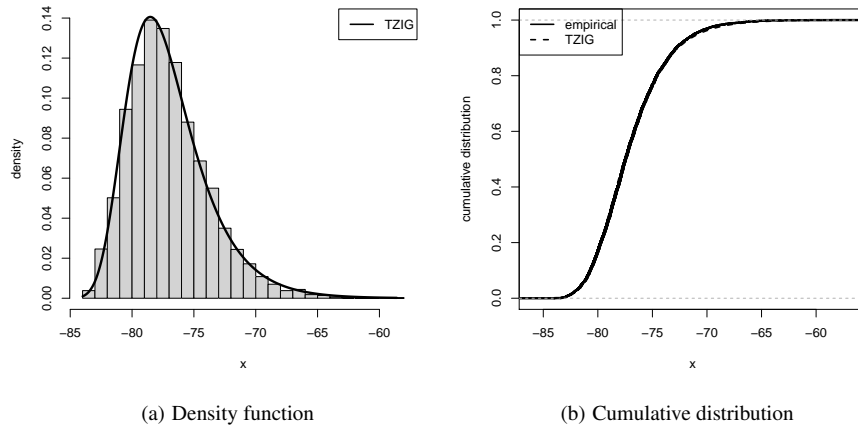 TZIG
density
0.00 0.02 0.04 0.06 0.08 0.10 0.12 0.14
−85 −80 −75 −70 −65 −60
x
(a) Density function
empirical
TZIG
cumulative distribution
0.0 0.2 0.4 0.6 0.8 1.0
−85 −80 −75 −70 −65 −60
x
(b) Cumulative distribution